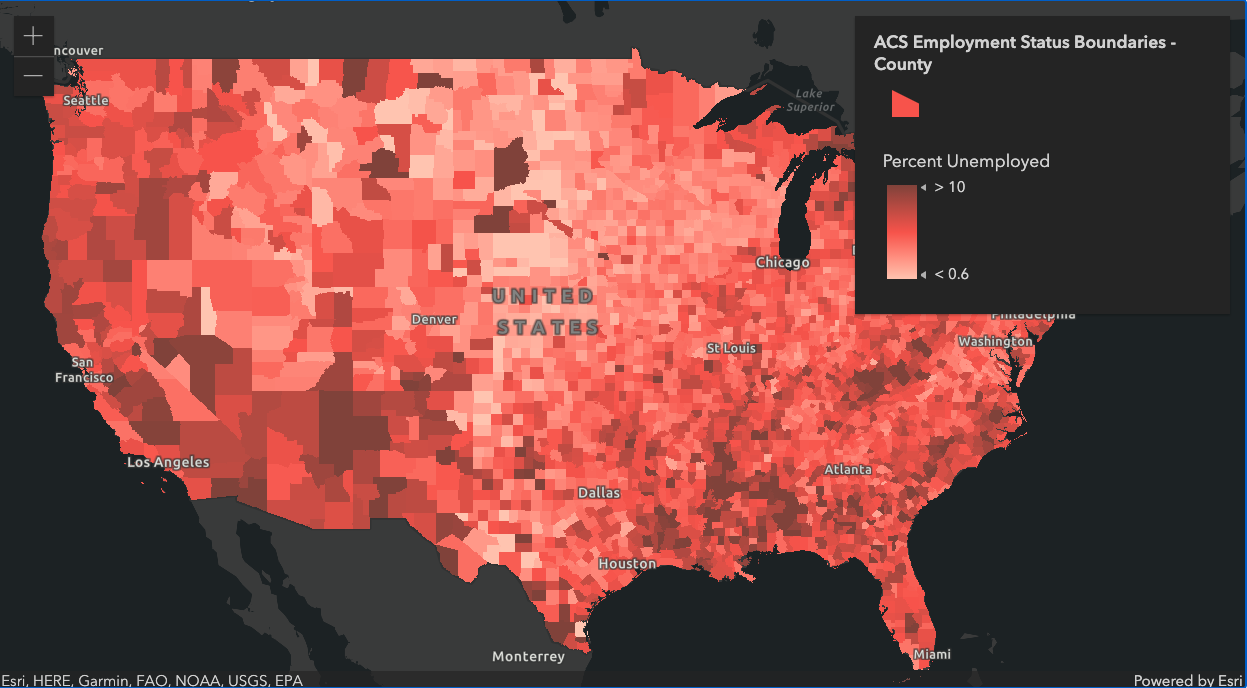 +
ncouver
ACS Employment Status Boundaries -
County
—
Seattle
Lake
Superior
Percent Unemployed
> 10
Chicago
< 0.6
UNITED
Denver
Philadelphia
STATES
Washington
St Louis
San
Francisco
Los Angeles
Atlanta
Dallas
Houston
Monterrey
Miami
Esri, HERE, Garmin, FAO, NOAA, USGS, EPA
Powered by Esri